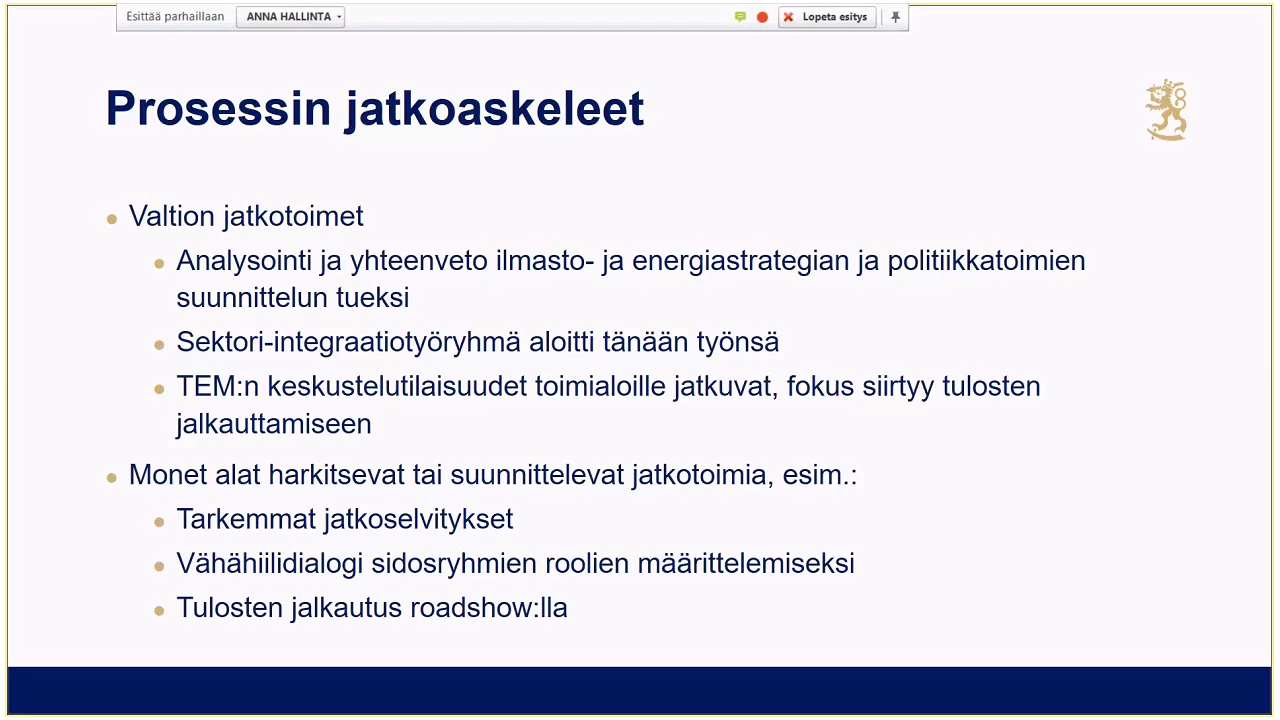 Esittää parhaillaan
ANNA HALLINTA
Lopeta esitys
Prosessin jatkoaskeleet
Valtion jatkotoimet
Analysointi ja yhteenveto ilmasto- ja energiastrategian ja politiikkatoimien
suunnittelun tueksi
Sektori-integraatiotyöryhmä aloitti tänään työnsä
TEM:n keskustelutilaisuudet toimialoille jatkuvat, fokus siirtyy tulosten
jalkauttamiseen
Monet alat harkitsevat tai suunnittelevat jatkotoimia, esim.:
Tarkemmat jatkoselvitykset
Vähähiilidialogi sidosryhmien roolien määrittelemiseksi
Tulosten jalkautus roadshow:lla